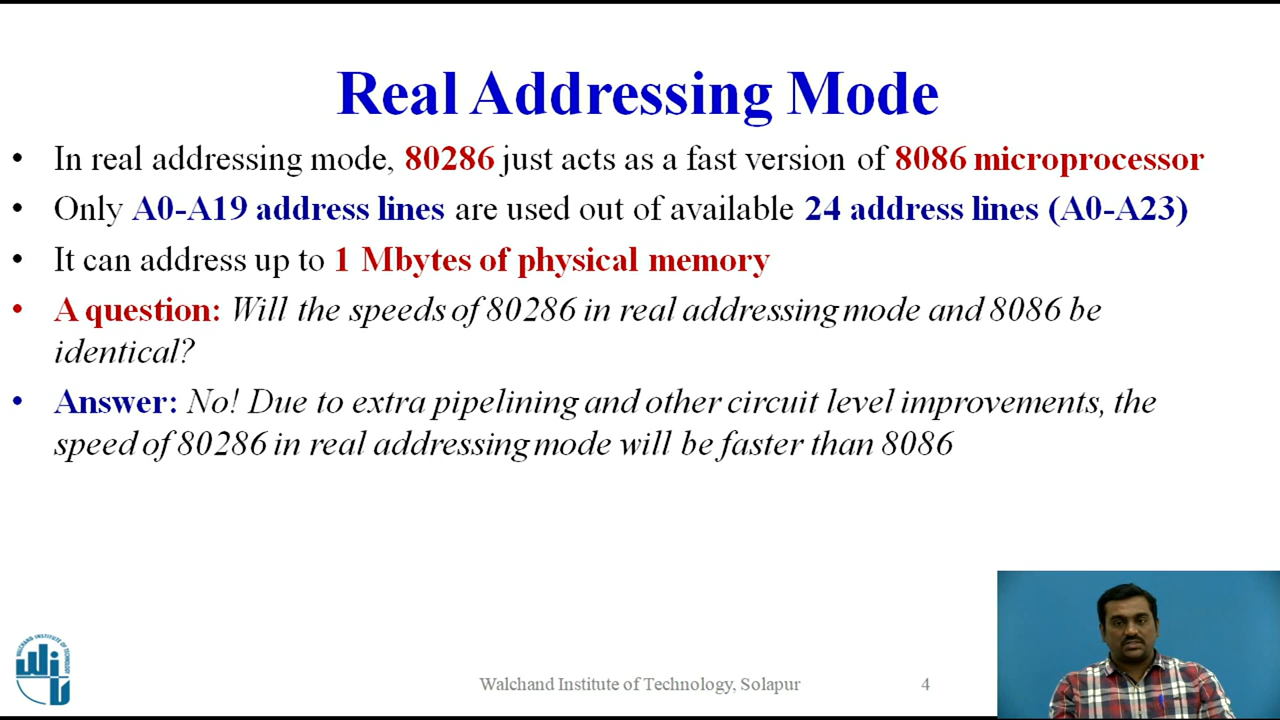 Real Addressing Mode
• In real addressing mode, 80286 just acts as a fast version of 8086 microprocessor
• Only A0-A19 address lines are used out of available 24 address lines (A0-A23)
• It can address up to 1 Mbytes of physical memory
• A question: Will the speeds of 80286 in real addressing mode and 8086 be
identical?
• Answer: No! Due to extra pipelining and other circuit level improvements, the
speed of 80286 in real addressing mode will be faster than 8086
WALCHAND INSTITUTE OF TECHNOLOGY
Walchand Institute of Technology, Solapur
4